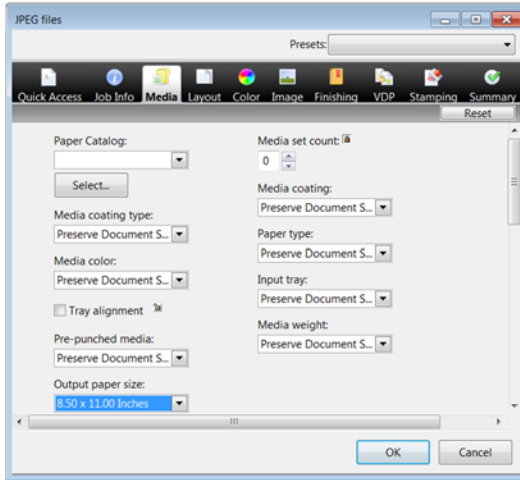 JPEG files
Presets:
Quick Access Job Info Media Layout Color Image Finishing VDP Stamping Summary
Reset
Paper Catalog:
Select...
Media coating type:
Preserve Document S...
Media color:
Preserve Document S...
Tray alignment
Pre-punched media:
Preserve Document S...
Output paper size:
8.50 x 11.00 Inches
Media set count:
0
Media coating:
Preserve Document S...
Paper type:
Preserve Document S...
Input tray:
Preserve Document S...
Media weight:
Preserve Document S...
OK Cancel